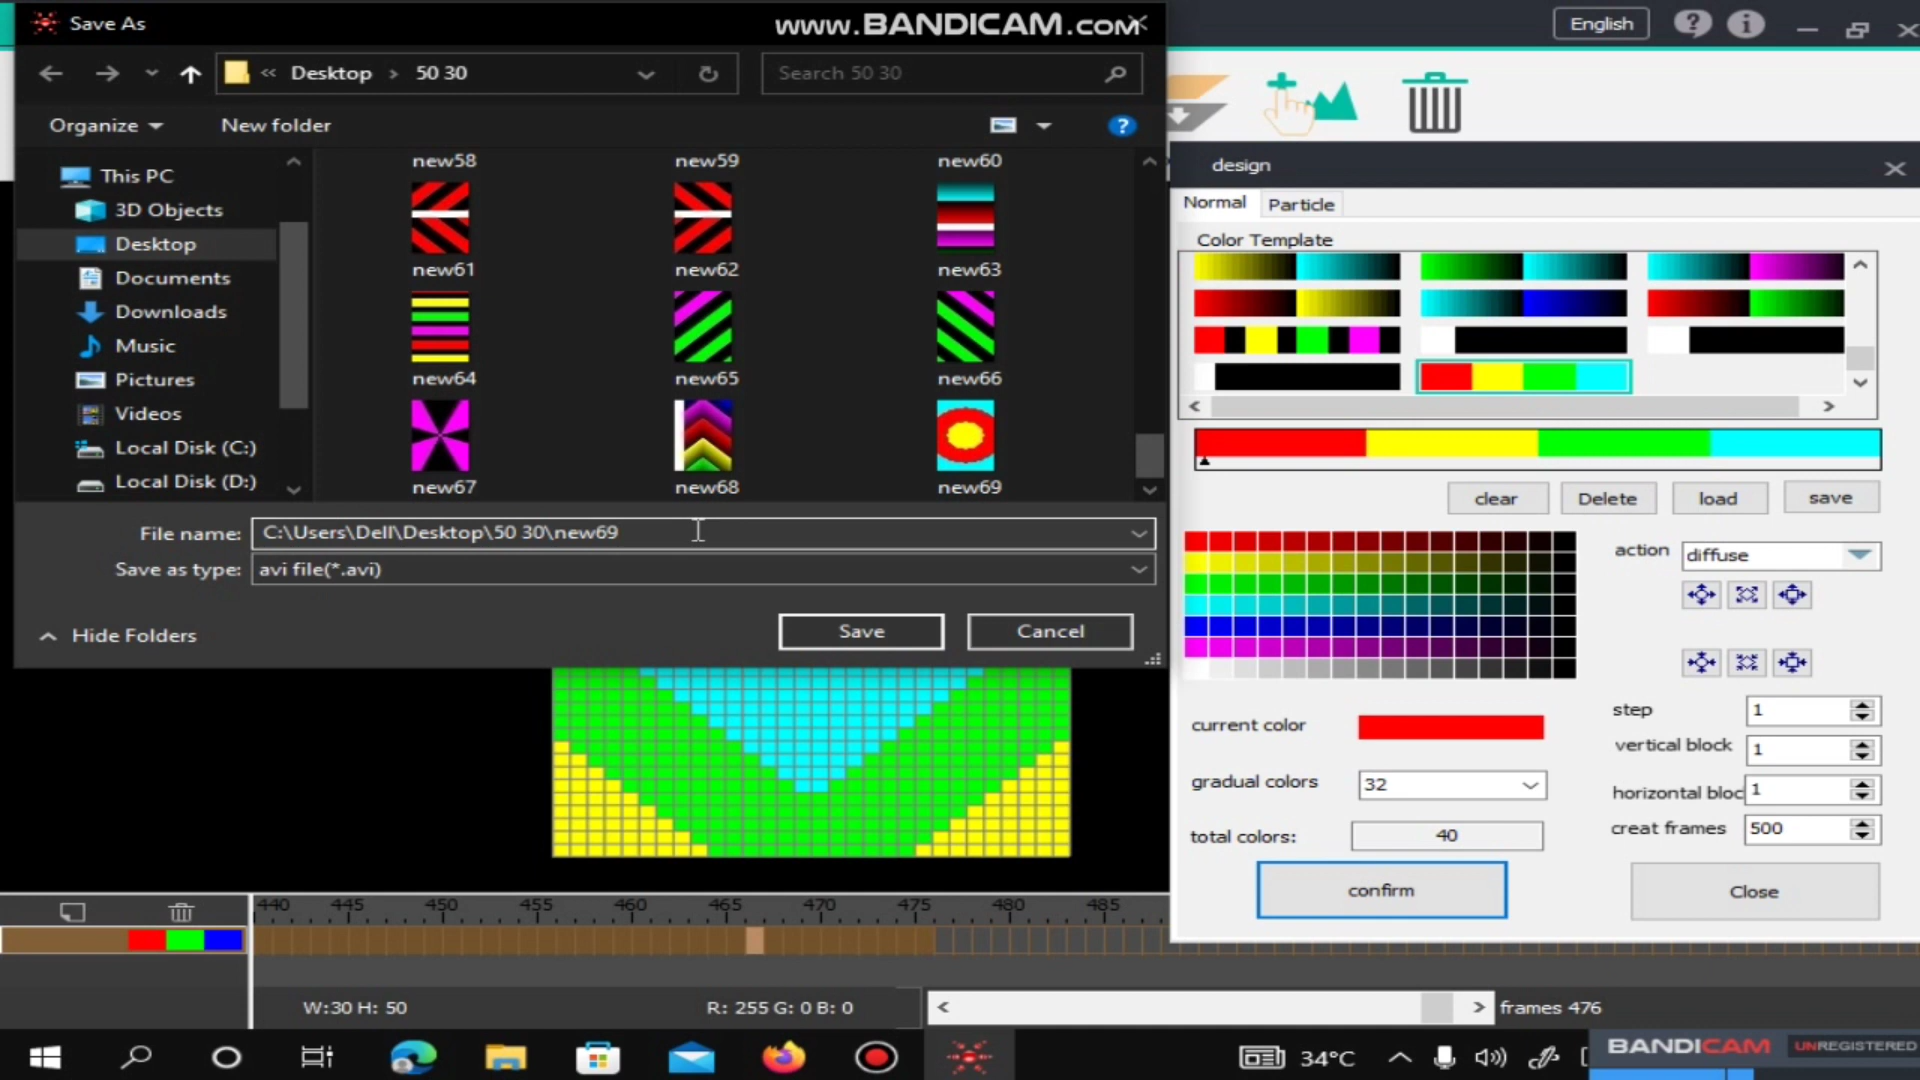 Save As
www.BANDICAM.com
English
Desktop > 50 30
Search 50 30
Organize
New folder
This PC
3D Objects
Desktop
Documents
Downloads
Music
Pictures
Videos
Local Disk (C:)
Local Disk (D:)
new58 new59 new60
new61 new62 new63
new64 new65 new66
new67 new68 new69
File name: C:\Users\Dell\Desktop\50 30\new69
Save as type: avi file(*.avi)
Hide Folders
Save
Cancel
design
Normal Particle
Color Template
clear Delete load save
action diffuse
current color
step 1
vertical block 1
gradual colors 32
horizontal bloc 1
total colors: 40
creat frames 500
confirm
Close
440 445 450 455 460 465 470 475 480 485
W:30 H: 50
R: 255 G: 0 B: 0
frames 476
34°C
BANDICAM UNREGISTERED